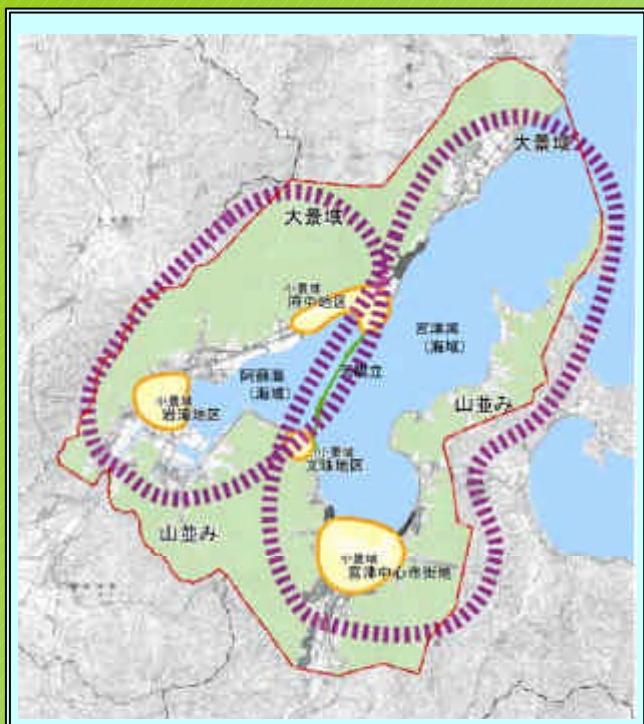 大景域
大景域
小景域
府中地区
宮津湾
（海域）
阿蘇海
（海域）
天橋立
小景域
岩滝地区
山並み
小景域
文珠地区
山並み
小景域
宮津中心市街地